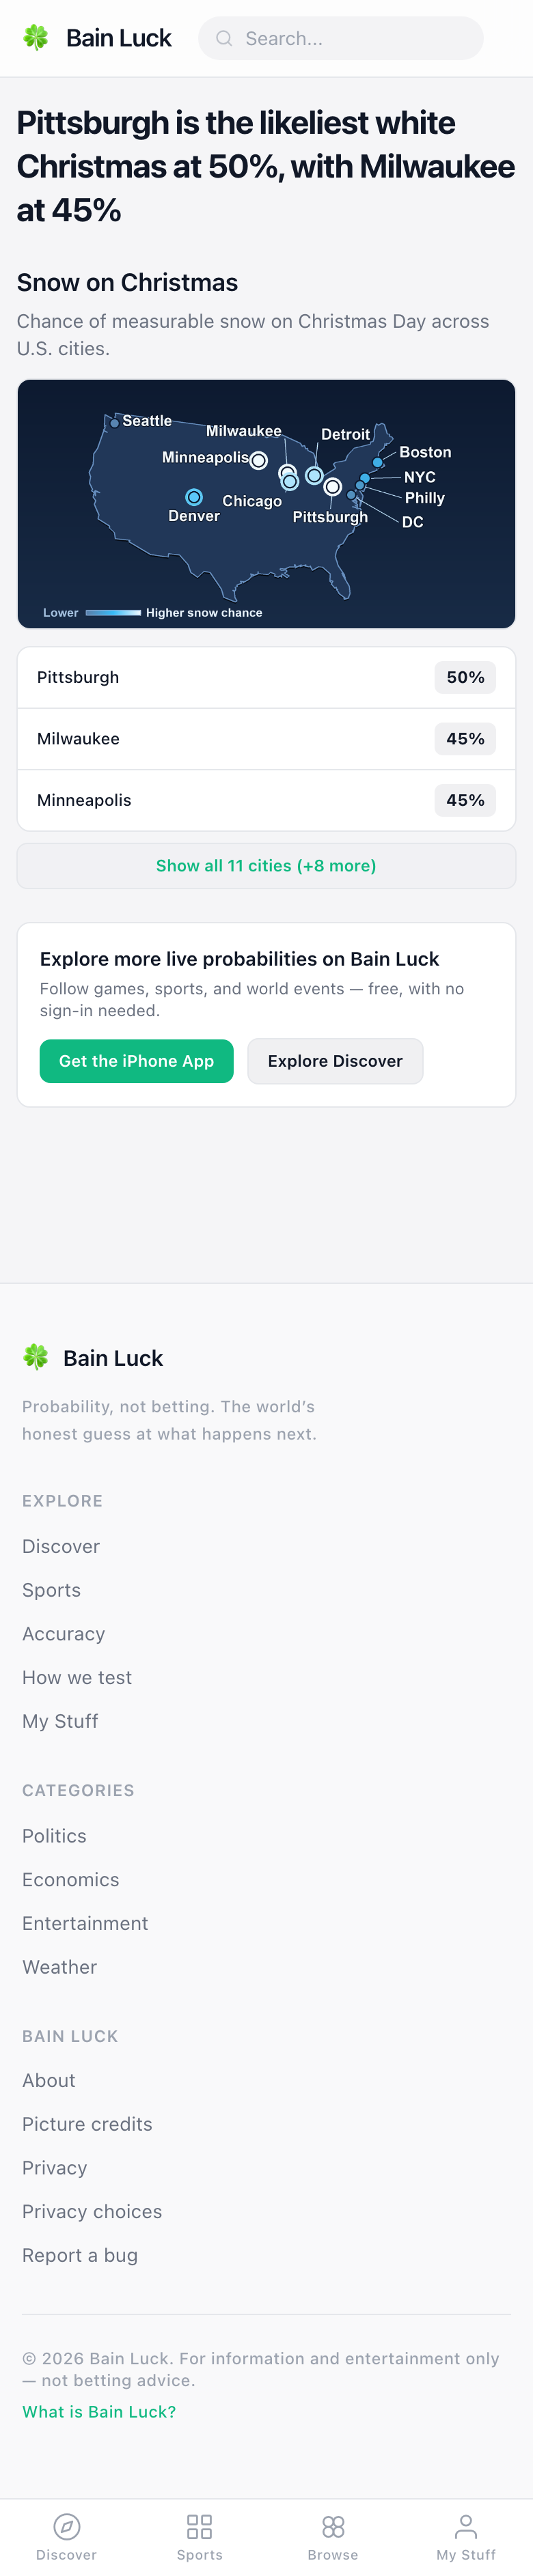 Bain Luck
Search...
Pittsburgh is the likeliest white
Christmas at 50%, with Milwaukee
at 45%
Snow on Christmas
Chance of measurable snow on Christmas Day across
U.S. cities.
Seattle
Milwaukee
Detroit
Minneapolis
Boston
NYC
Chicago
Philly
Denver
Pittsburgh
DC
Lower
Higher snow chance
Pittsburgh 50%
Milwaukee 45%
Minneapolis 45%
Show all 11 cities (+8 more)
Explore more live probabilities on Bain Luck
Follow games, sports, and world events — free, with no
sign-in needed.
Get the iPhone App
Explore Discover
Bain Luck
Probability, not betting. The world’s
honest guess at what happens next.
EXPLORE
Discover
Sports
Accuracy
How we test
My Stuff
CATEGORIES
Politics
Economics
Entertainment
Weather
BAIN LUCK
About
Picture credits
Privacy
Privacy choices
Report a bug
© 2026 Bain Luck. For information and entertainment only
— not betting advice.
What is Bain Luck?
Discover
Sports
Browse
My Stuff